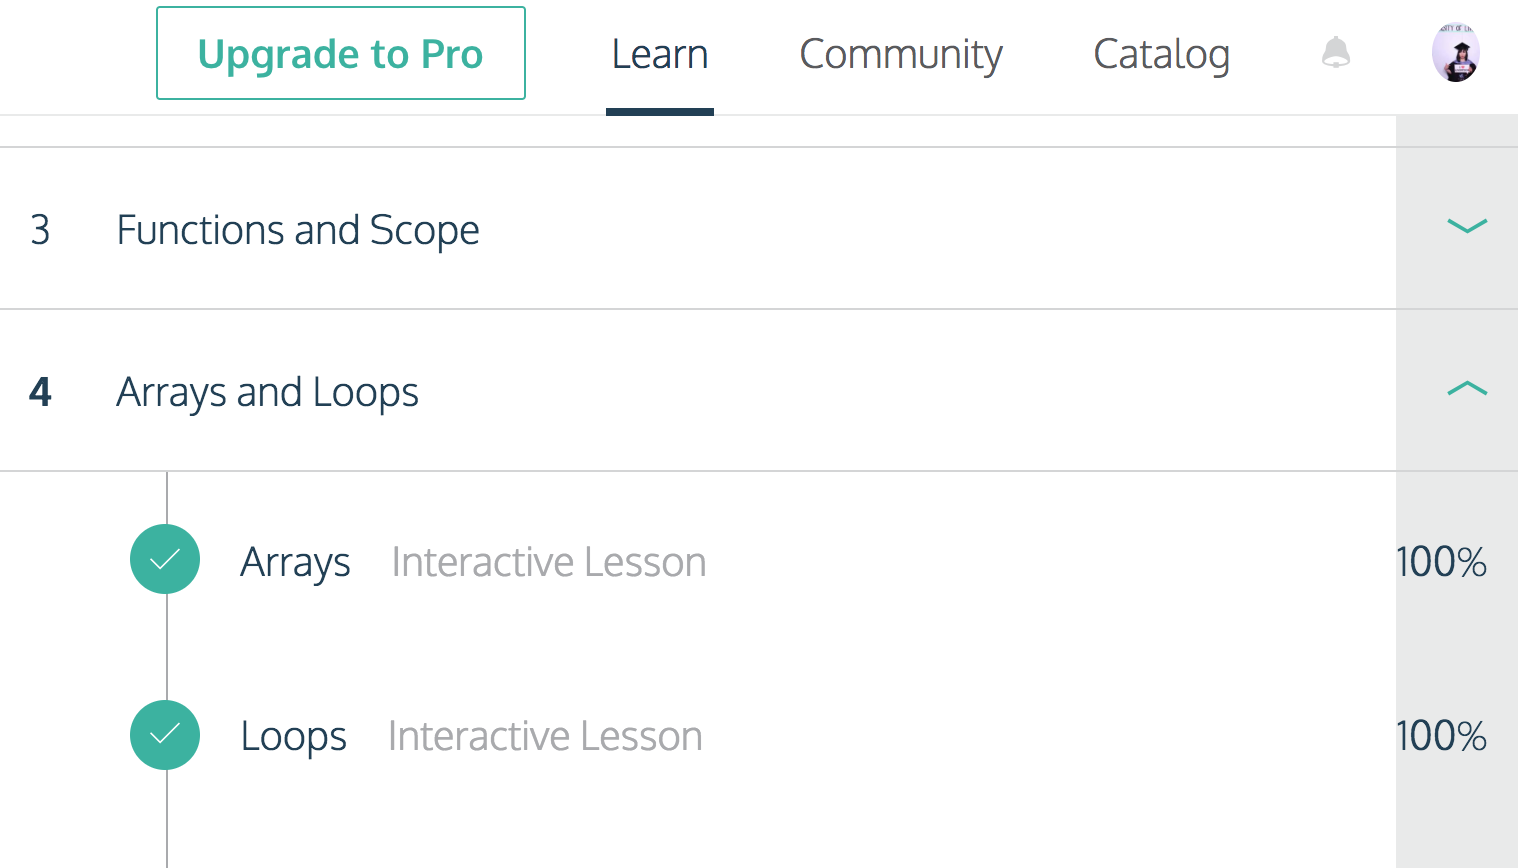 Upgrade to Pro Learn Community Catalog
3 Functions and Scope
4 Arrays and Loops
Arrays Interactive Lesson 100%
Loops Interactive Lesson 100%